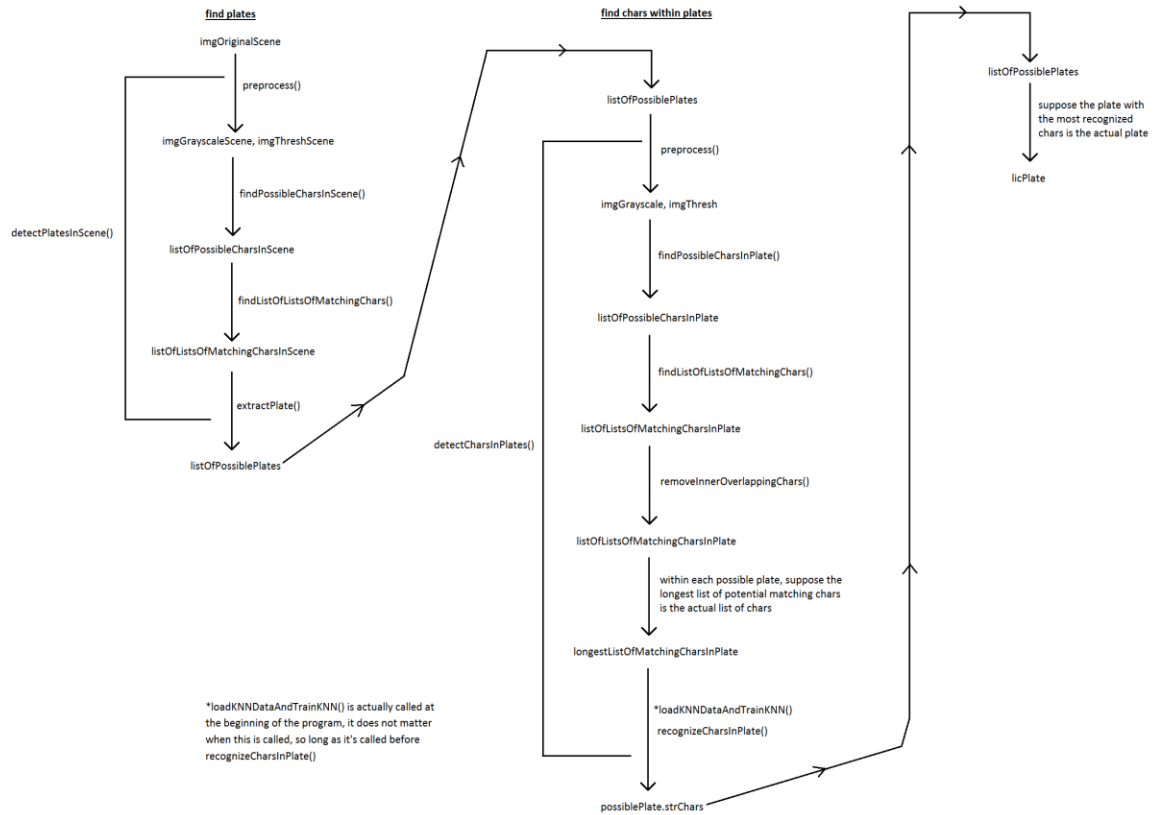 find plates
imgOriginalScene
preprocess()
imgGrayscaleScene, imgThreshScene
findPossibleCharsInScene()
detectPlatesInScene()
listOfPossibleCharsInScene
findListOfListsOfMatchingChars()
listOfListsOfMatchingCharsInScene
extractPlate()
listOfPossiblePlates
*loadKNNDataAndTrainKNN() is actually called at
the beginning of the program, it does not matter
when this is called, so long as it's called before
recognizeCharsInPlate()
find chars within plates
listOfPossiblePlates
preprocess()
imgGrayscale, imgThresh
findPossibleCharsInPlate()
listOfPossibleCharsInPlate
findListOfListsOfMatchingChars()
listOfListsOfMatchingCharsInPlate
detectCharsInPlates()
removeInnerOverlappingChars()
listOfListsOfMatchingCharsInPlate
within each possible plate, suppose the
longest list of potential matching chars
is the actual list of chars
longestListOfMatchingCharsInPlate
*loadKNNDataAndTrainKNN()
recognizeCharsInPlate()
possiblePlate.strChars
listOfPossiblePlates
suppose the plate with
the most recognized
chars is the actual plate
licPlate